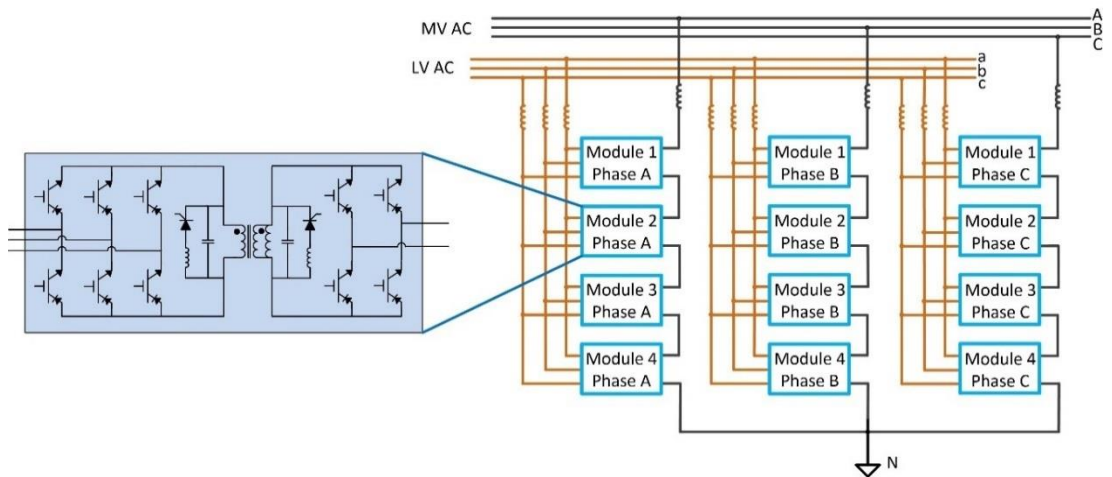 MV AC
A
B
C
LV AC
a
b
c
Module 1
Phase A
Module 1
Phase B
Module 1
Phase C
Module 2
Phase A
Module 2
Phase B
Module 2
Phase C
Module 3
Phase A
Module 3
Phase B
Module 3
Phase C
Module 4
Phase A
Module 4
Phase B
Module 4
Phase C
N